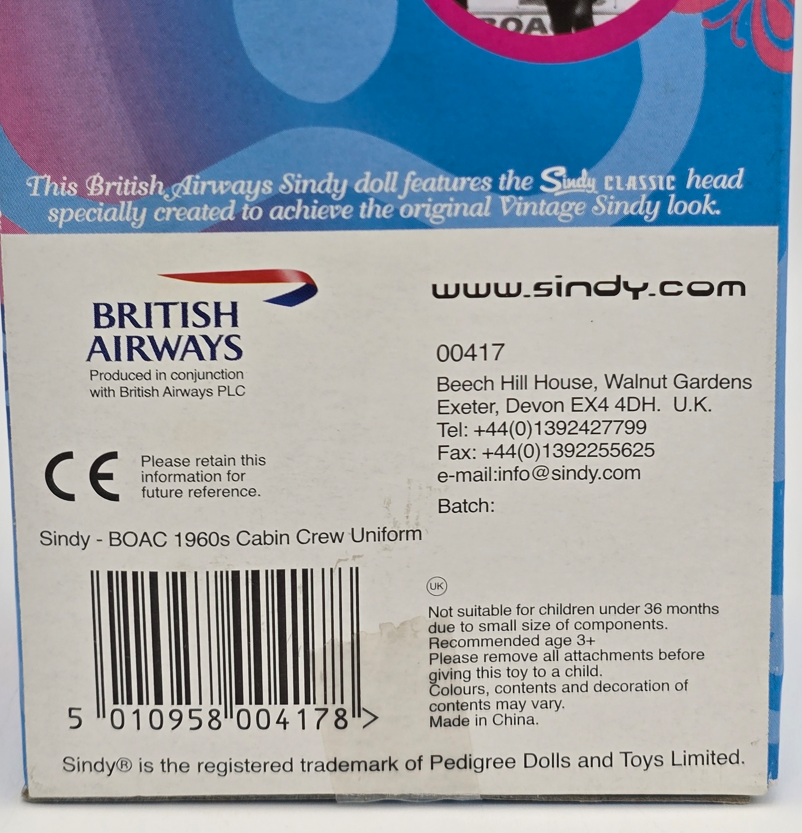 BOAC
This British Airways Sindy doll features the Sindy CLASSIC head
specially created to achieve the original Vintage Sindy look.
BRITISH
AIRWAYS
Produced in conjunction
with British Airways PLC
CE
Please retain this
information for
future reference.
Sindy - BOAC 1960s Cabin Crew Uniform
5 010958 004178 >
www.sindy.com
00417
Beech Hill House, Walnut Gardens
Exeter, Devon EX4 4DH. U.K.
Tel: +44(0)1392427799
Fax: +44(0)1392255625
e-mail:info@sindy.com
Batch:
UK
Not suitable for children under 36 months
due to small size of components.
Recommended age 3+
Please remove all attachments before
giving this toy to a child.
Colours, contents and decoration of
contents may vary.
Made in China.
Sindy® is the registered trademark of Pedigree Dolls and Toys Limited.